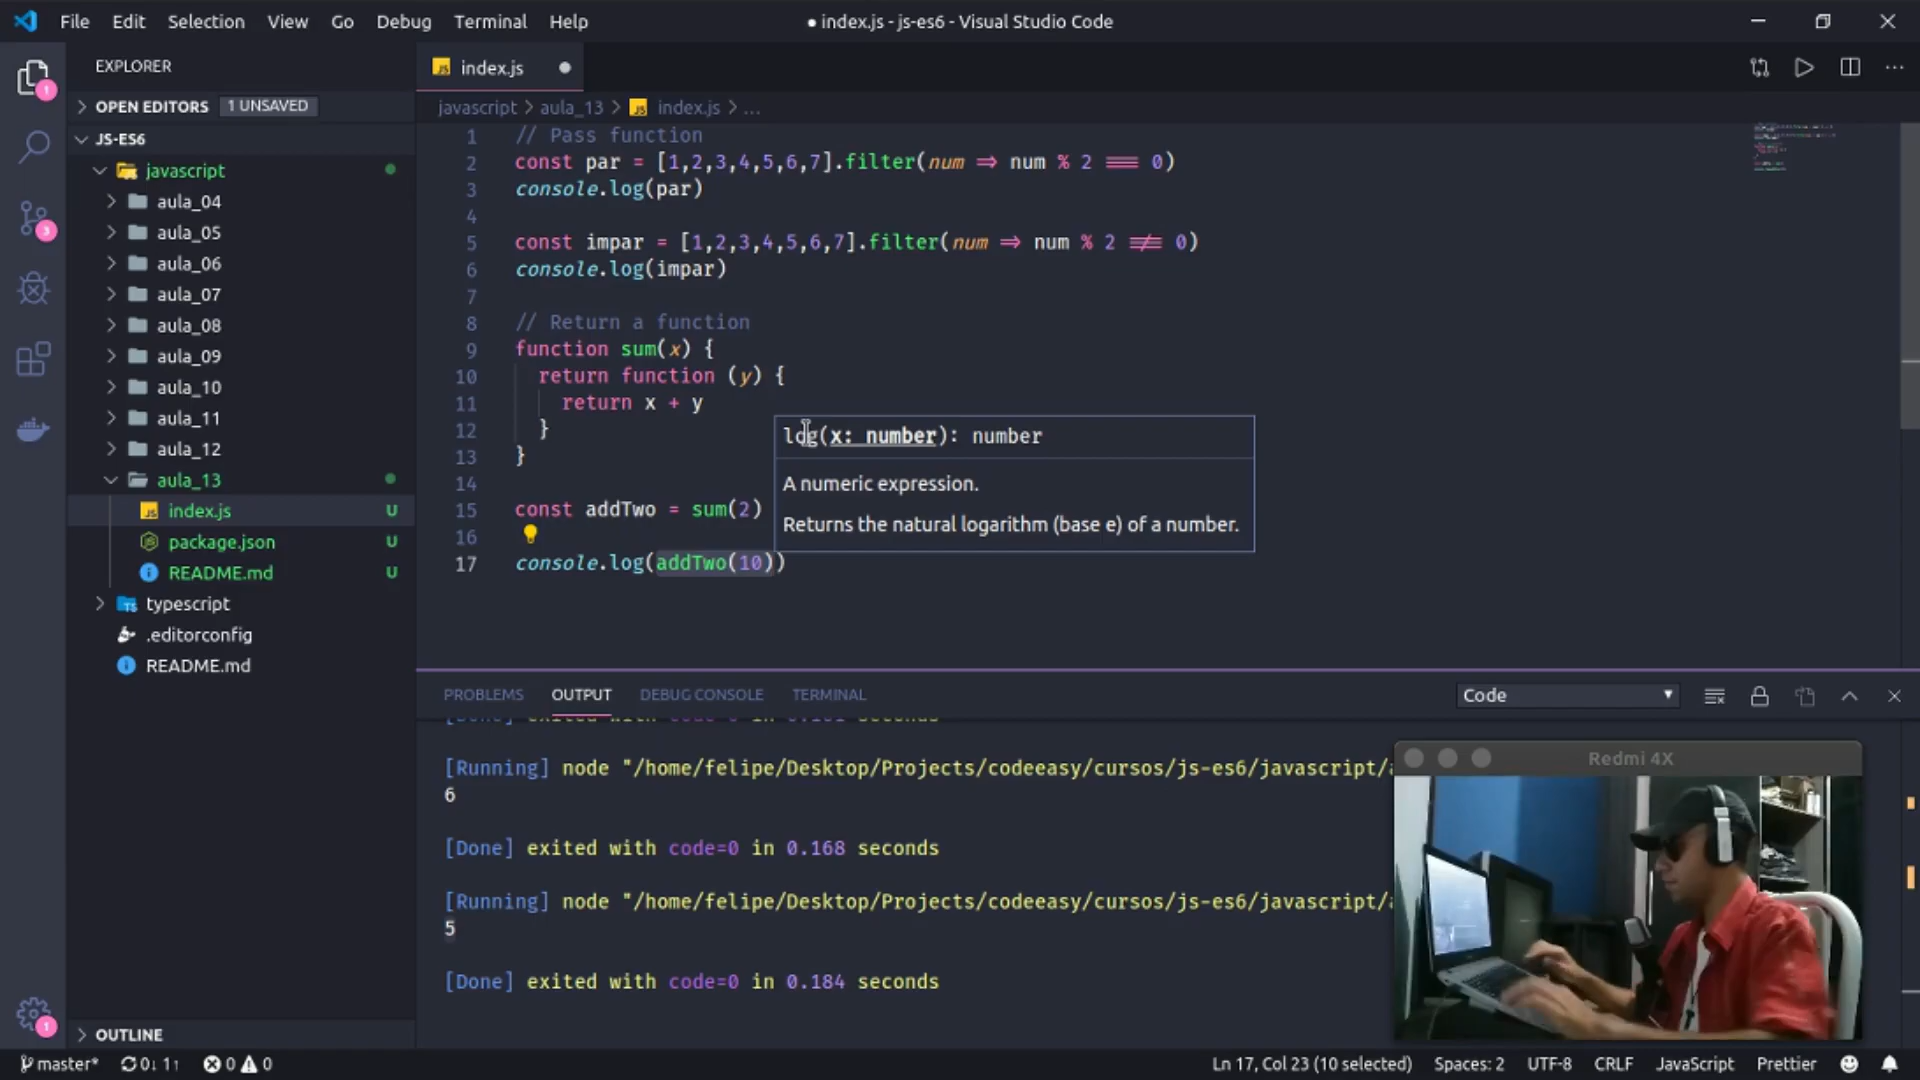 File Edit Selection View Go Debug Terminal Help
● index.js - js-es6 - Visual Studio Code
EXPLORER
OPEN EDITORS 1 UNSAVED
JS-ES6
javascript
aula_04
aula_05
aula_06
aula_07
aula_08
aula_09
aula_10
aula_11
aula_12
aula_13
index.js U
package.json U
README.md U
typescript
.editorconfig
README.md
OUTLINE
1
3
1
index.js
javascript > aula_13 > index.js > ...
1 // Pass function
2 const par = [1,2,3,4,5,6,7].filter(num => num % 2 === 0)
3 console.log(par)
4
5 const impar = [1,2,3,4,5,6,7].filter(num => num % 2 !== 0)
6 console.log(impar)
7
8 // Return a function
9 function sum(x) {
10 return function (y) {
11 return x + y
12 }
13 }
14
15 const addTwo = sum(2)
16
17 console.log(addTwo(10))
log(x: number): number
A numeric expression.
Returns the natural logarithm (base e) of a number.
PROBLEMS OUTPUT DEBUG CONSOLE TERMINAL
Code
[Running] node "/home/felipe/Desktop/Projects/codeeasy/cursos/js-es6/javascript/
6
[Done] exited with code=0 in 0.168 seconds
[Running] node "/home/felipe/Desktop/Projects/codeeasy/cursos/js-es6/javascript/
5
[Done] exited with code=0 in 0.184 seconds
Redmi 4X
master* 0↓ 1↑ 0 0
Ln 17, Col 23 (10 selected) Spaces: 2 UTF-8 CRLF JavaScript Prettier